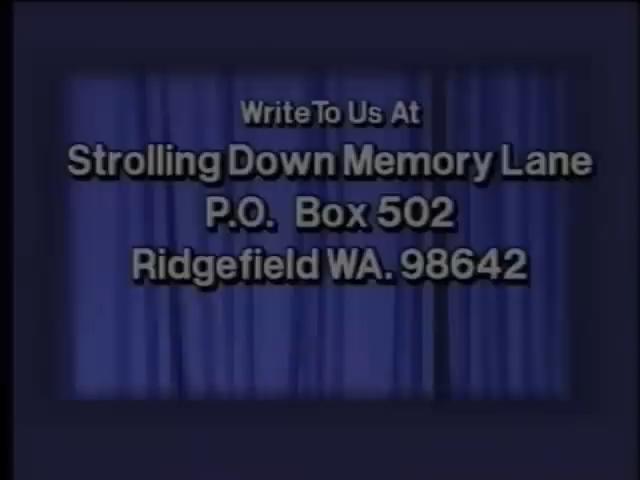 Write To Us At
Strolling Down Memory Lane
P.O. Box 502
Ridgefield WA. 98642